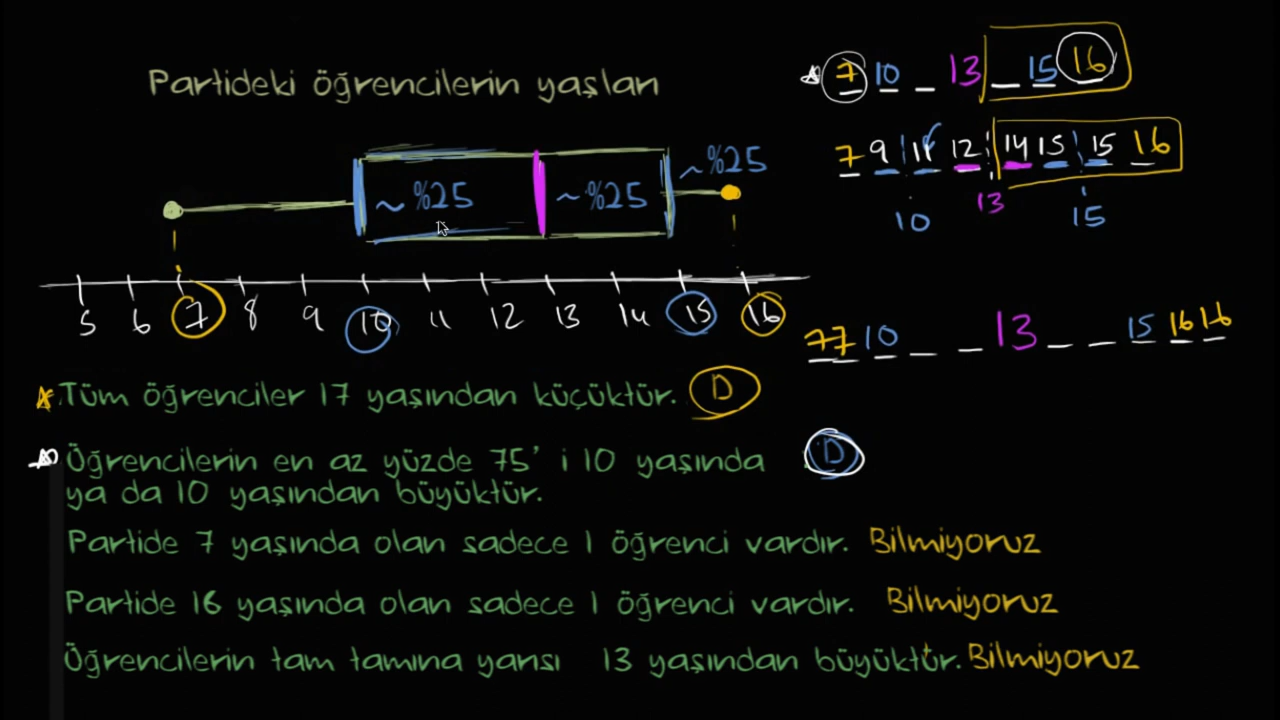 Partideki öğrencilerin yaşları
7 10 _ 13 _ 15 16
7 9 11 12 14 15 15 16
13
10 15
~ %25 ~ %25 ~ %25
5 6 7 8 9 10 11 12 13 14 15 16
7 7 10 _ _ 13 _ _ 15 16 16
Tüm öğrenciler 17 yaşından küçüktür. D
Öğrencilerin en az yüzde 75' i 10 yaşında D
ya da 10 yaşından büyüktür.
Partide 7 yaşında olan sadece 1 öğrenci vardır. Bilmiyoruz
Partide 16 yaşında olan sadece 1 öğrenci vardır. Bilmiyoruz
Öğrencilerin tam tamına yarısı 13 yaşından büyüktür. Bilmiyoruz